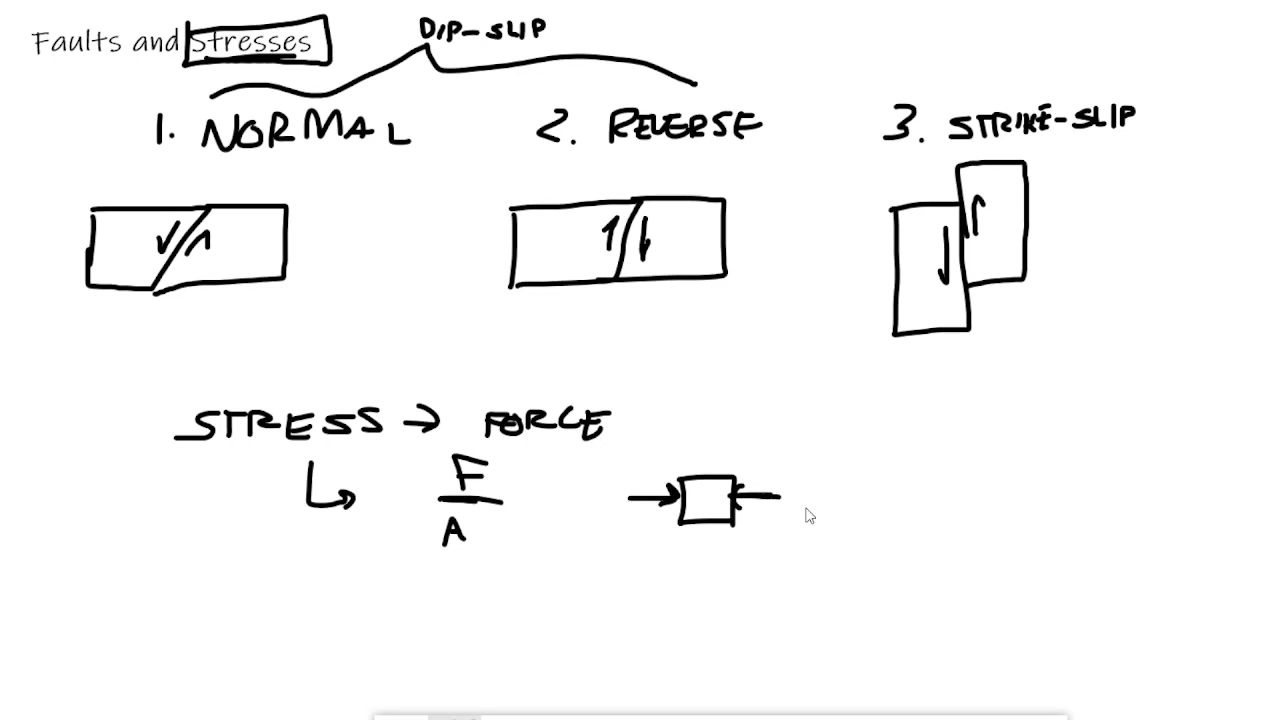 Faults and Stresses
DIP-SLIP
1. NORMAL
2. REVERSE
3. STRIKE-SLIP
STRESS → FORCE
F
A